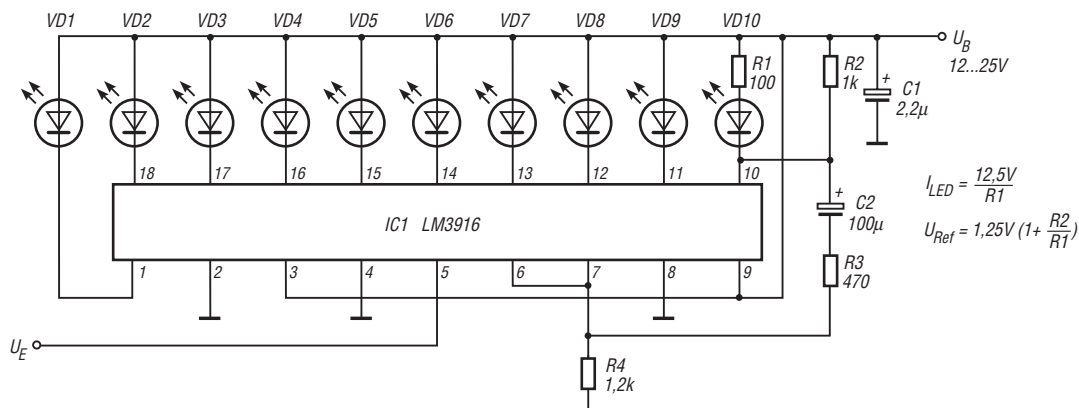 VD1 VD2 VD3 VD4 VD5 VD6 VD7 VD8 VD9 VD10
U_B
12...25V
R1
100
R2
1k
C1
2,2µ
+
18 17 16 15 14 13 12 11 10
IC1 LM3916
1 2 3 4 5 6 7 8 9
+
C2
100µ
R3
470
I_LED = 12,5V / R1
U_Ref = 1,25V (1+ R2 / R1)
U_E
R4
1,2k